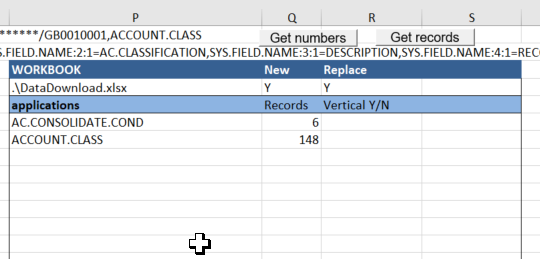 P Q R S
******/GB0010001,ACCOUNT.CLASS Get numbers Get records
S.FIELD.NAME:2:1=AC.CLASSIFICATION,SYS.FIELD.NAME:3:1=DESCRIPTION,SYS.FIELD.NAME:4:1=REC
WORKBOOK New Replace
.\DataDownload.xlsx Y Y
applications Records Vertical Y/N
AC.CONSOLIDATE.COND 6
ACCOUNT.CLASS 148